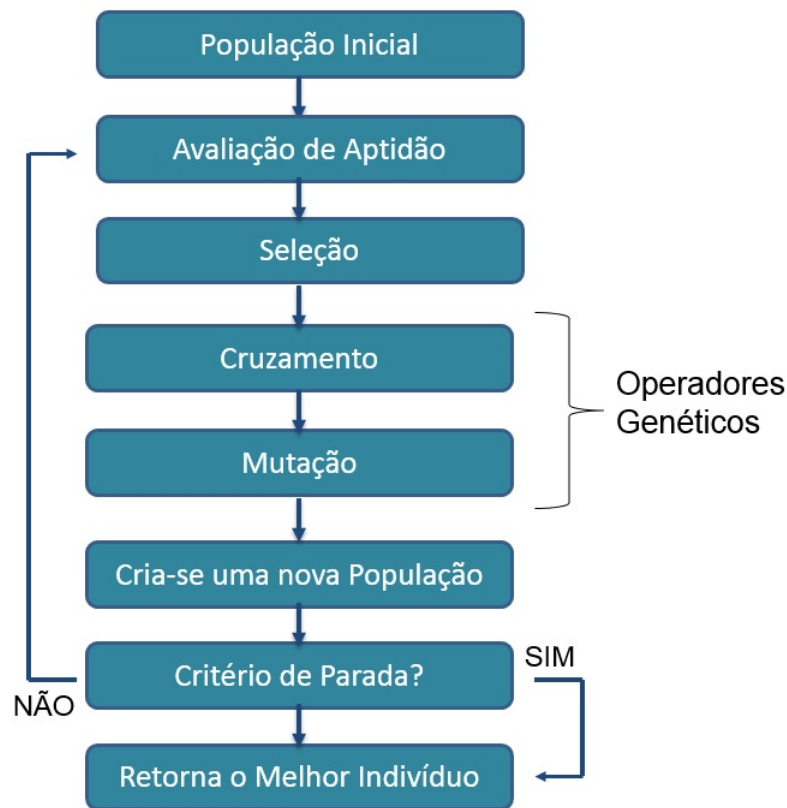 População Inicial
Avaliação de Aptidão
Seleção
Cruzamento
Operadores
Genéticos
Mutação
Cria-se uma nova População
Critério de Parada?
SIM
NÃO
Retorna o Melhor Indivíduo